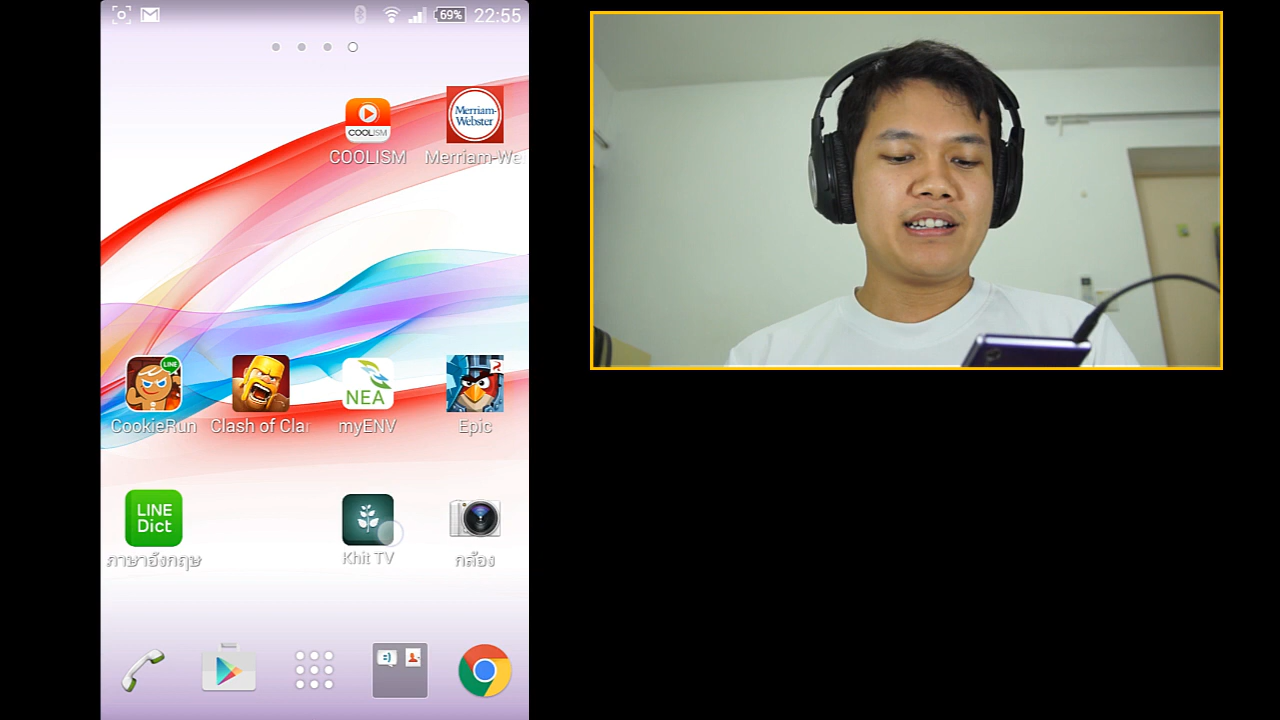 69% 22:55
COOLISM
COOLISM
Merriam-
Webster
Merriam-We
LINE
CookieRun
Clash of Clar
NEA
myENV
Epic
LINE
Dict
ภาษาอังกฤษ
Khit TV
กล้อง